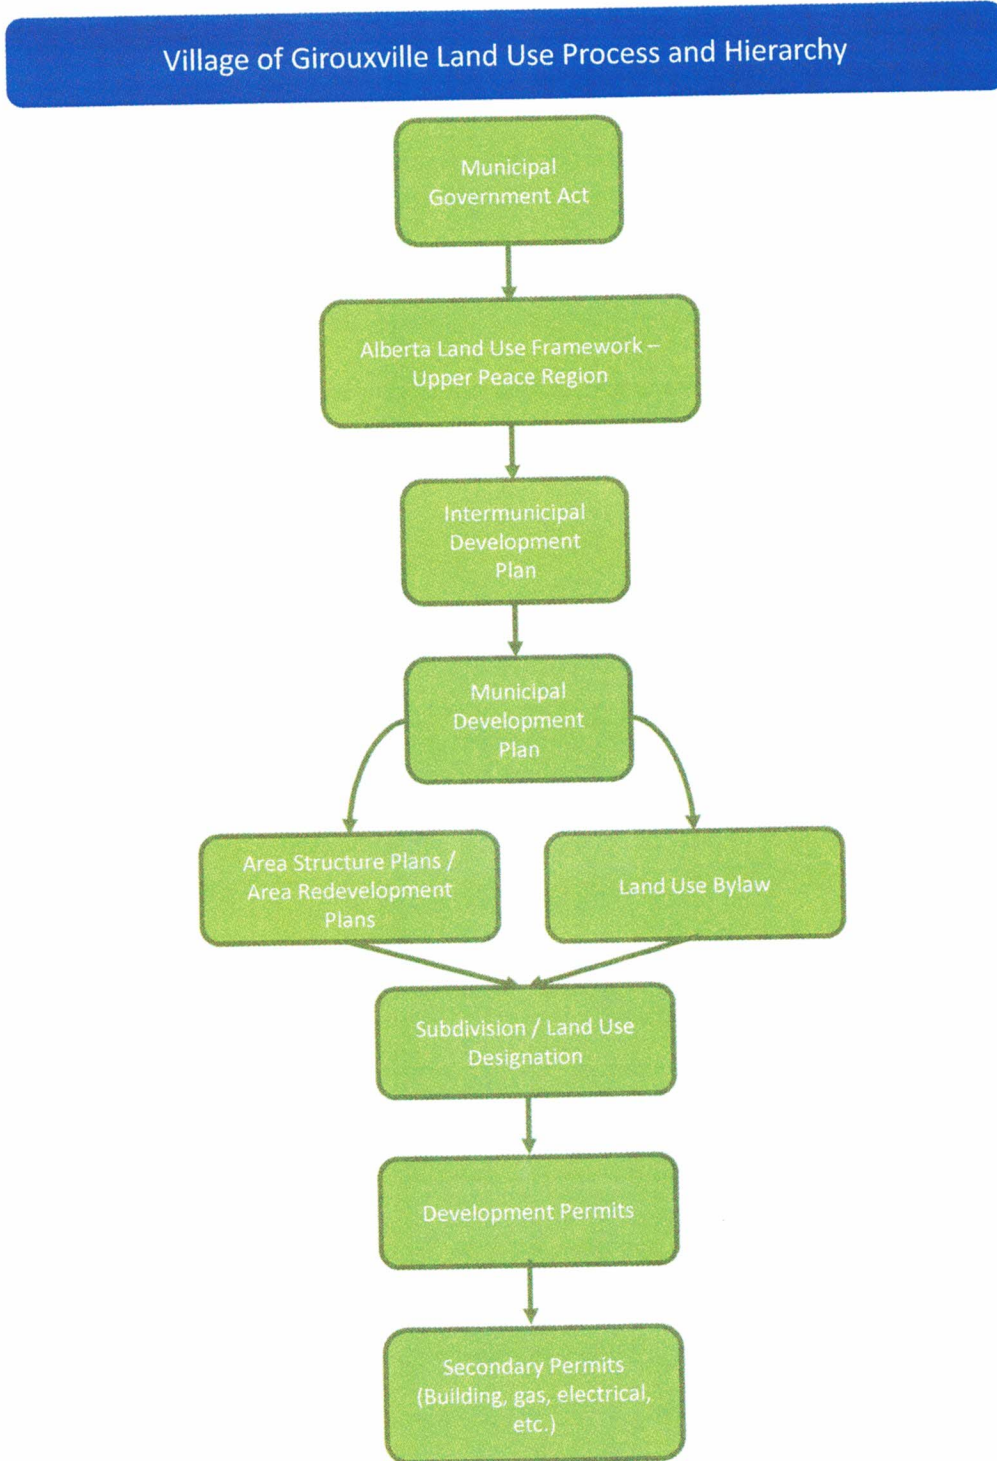 Village of Girouxville Land Use Process and Hierarchy
Municipal
Government Act
Alberta Land Use Framework –
Upper Peace Region
Intermunicipal
Development
Plan
Municipal
Development
Plan
Area Structure Plans /
Area Redevelopment
Plans
Land Use Bylaw
Subdivision / Land Use
Designation
Development Permits
Secondary Permits
(Building, gas, electrical,
etc.)